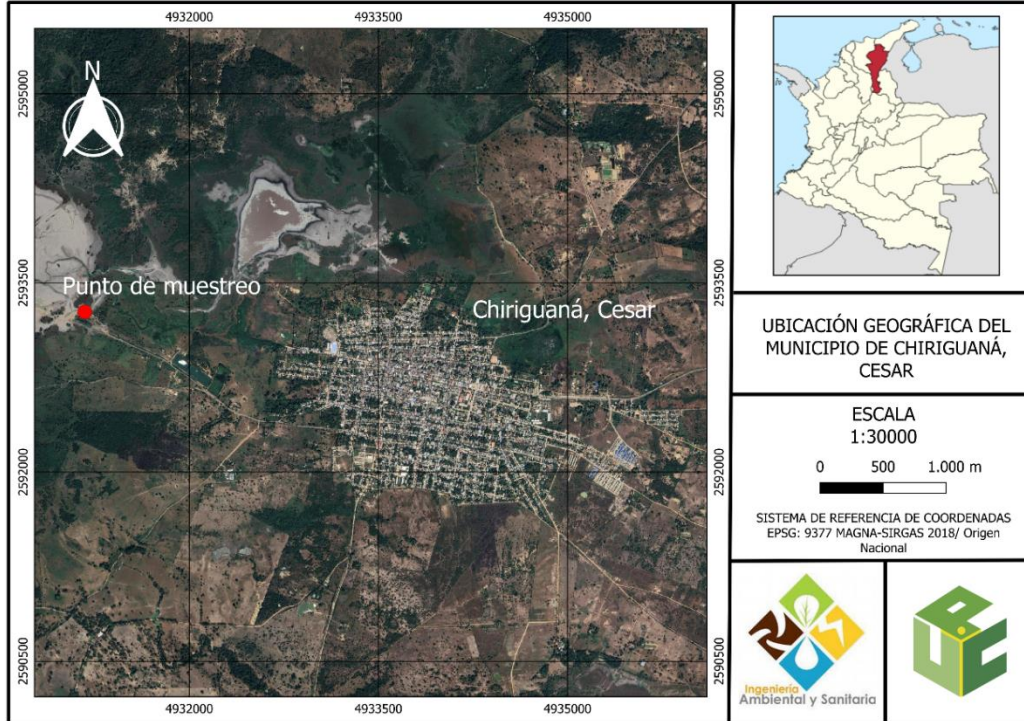 4932000
4933500
4935000
2595000
2593500
2592000
2590500
N
Punto de muestreo
Chiriguaná, Cesar
2595000
2593500
2592000
2590500
4932000
4933500
4935000
UBICACIÓN GEOGRÁFICA DEL
MUNICIPIO DE CHIRIGUANÁ,
CESAR
ESCALA
1:30000
0 500 1.000 m
SISTEMA DE REFERENCIA DE COORDENADAS
EPSG: 9377 MAGNA-SIRGAS 2018/ Origen
Nacional
Ingeniería
Ambiental y Sanitaria
UPC